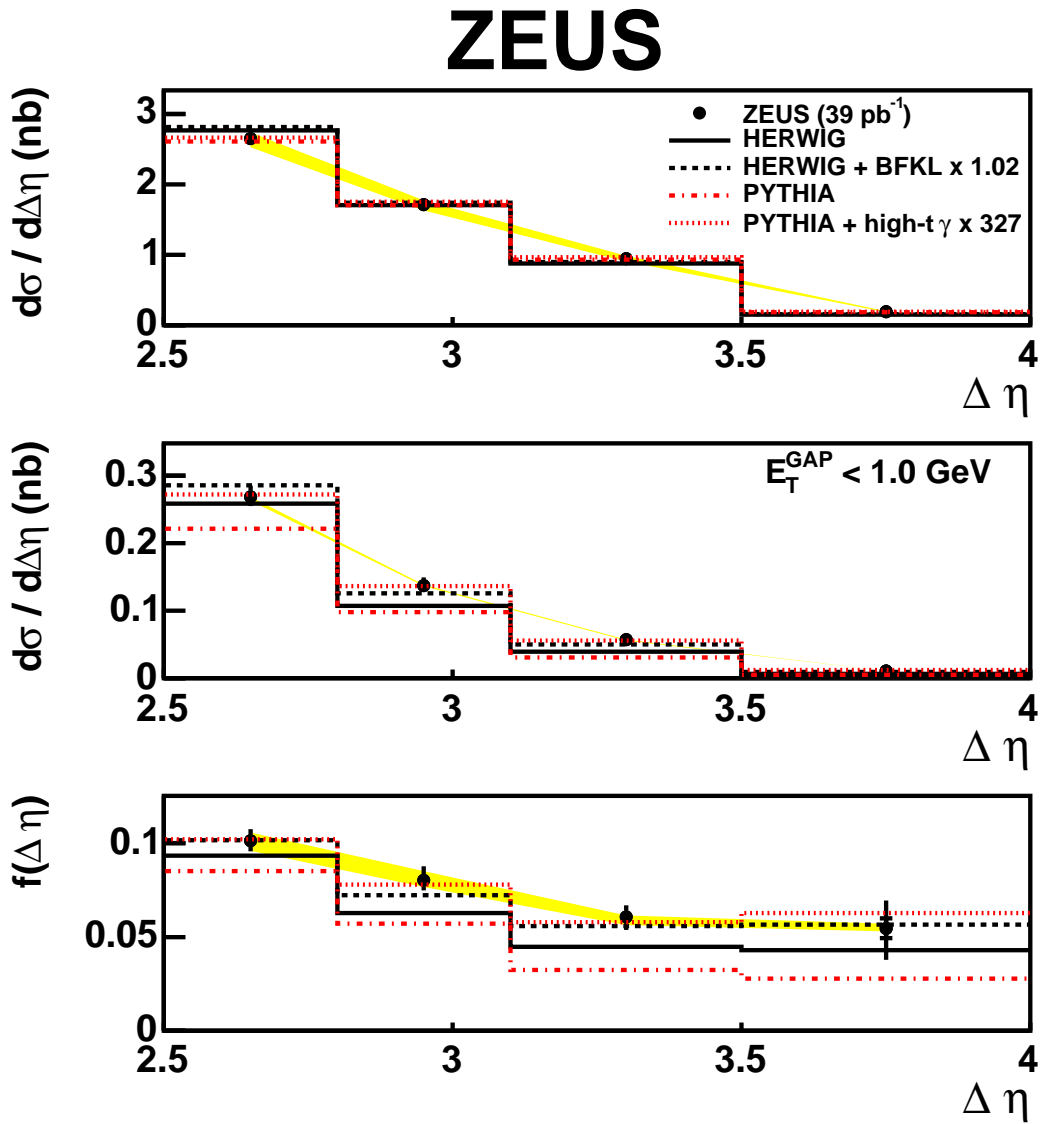 ZEUS
dσ / dΔη (nb)
3
2
1
0
ZEUS (39 pb⁻¹)
HERWIG
HERWIG + BFKL x 1.02
PYTHIA
PYTHIA + high-t γ x 327
2.5 3 3.5 4
Δ η
dσ / dΔη (nb)
0.3
0.2
0.1
0
E_T^GAP < 1.0 GeV
2.5 3 3.5 4
Δ η
f(Δ η)
0.1
0.05
0
2.5 3 3.5 4
Δ η